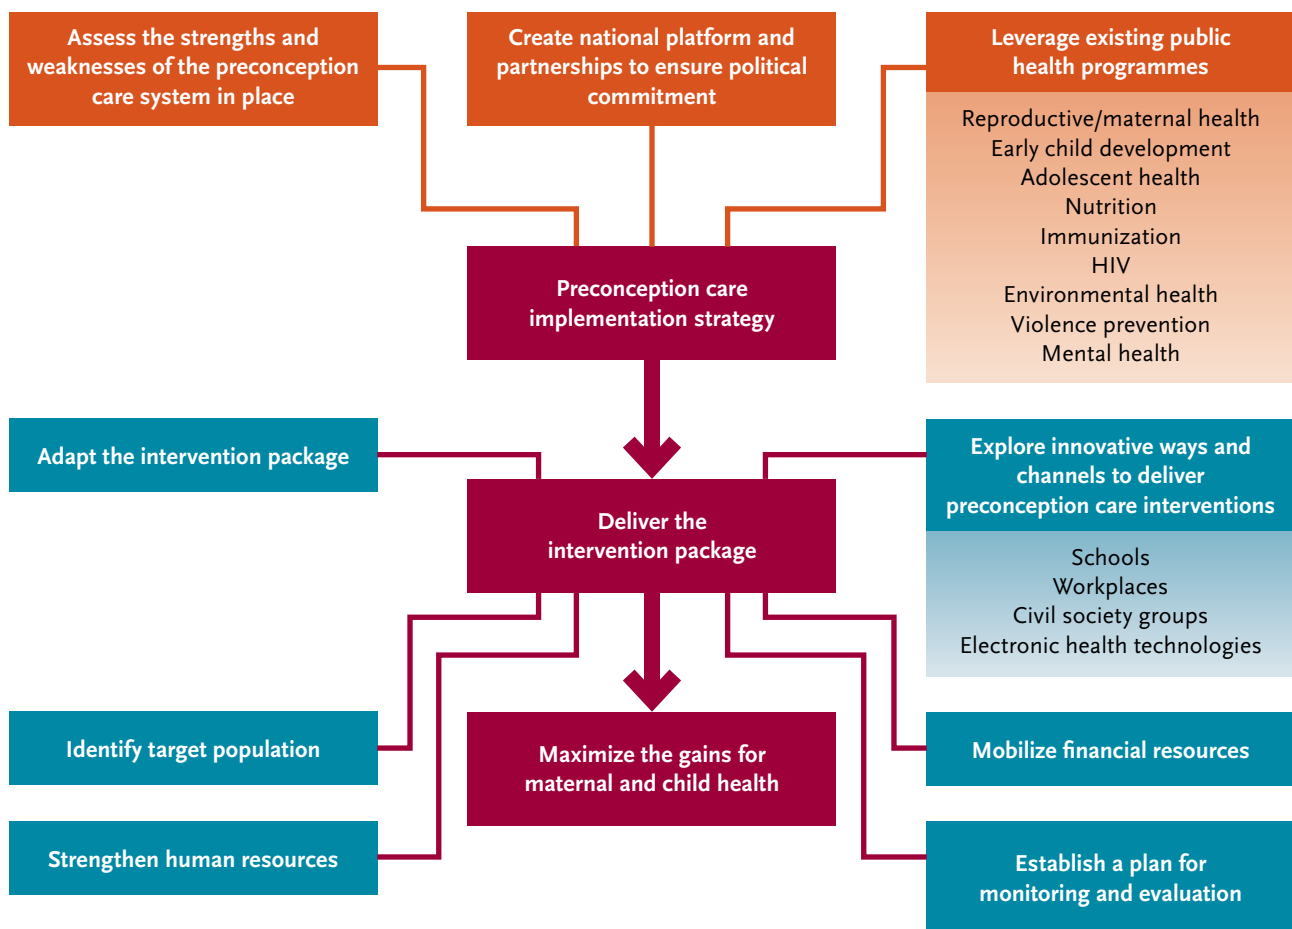 Assess the strengths and
weaknesses of the preconception
care system in place
Create national platform and
partnerships to ensure political
commitment
Leverage existing public
health programmes
Reproductive/maternal health
Early child development
Adolescent health
Nutrition
Immunization
HIV
Environmental health
Violence prevention
Mental health
Preconception care
implementation strategy
Adapt the intervention package
Deliver the
intervention package
Explore innovative ways and
channels to deliver
preconception care interventions
Schools
Workplaces
Civil society groups
Electronic health technologies
Identify target population
Maximize the gains for
maternal and child health
Mobilize financial resources
Strengthen human resources
Establish a plan for
monitoring and evaluation